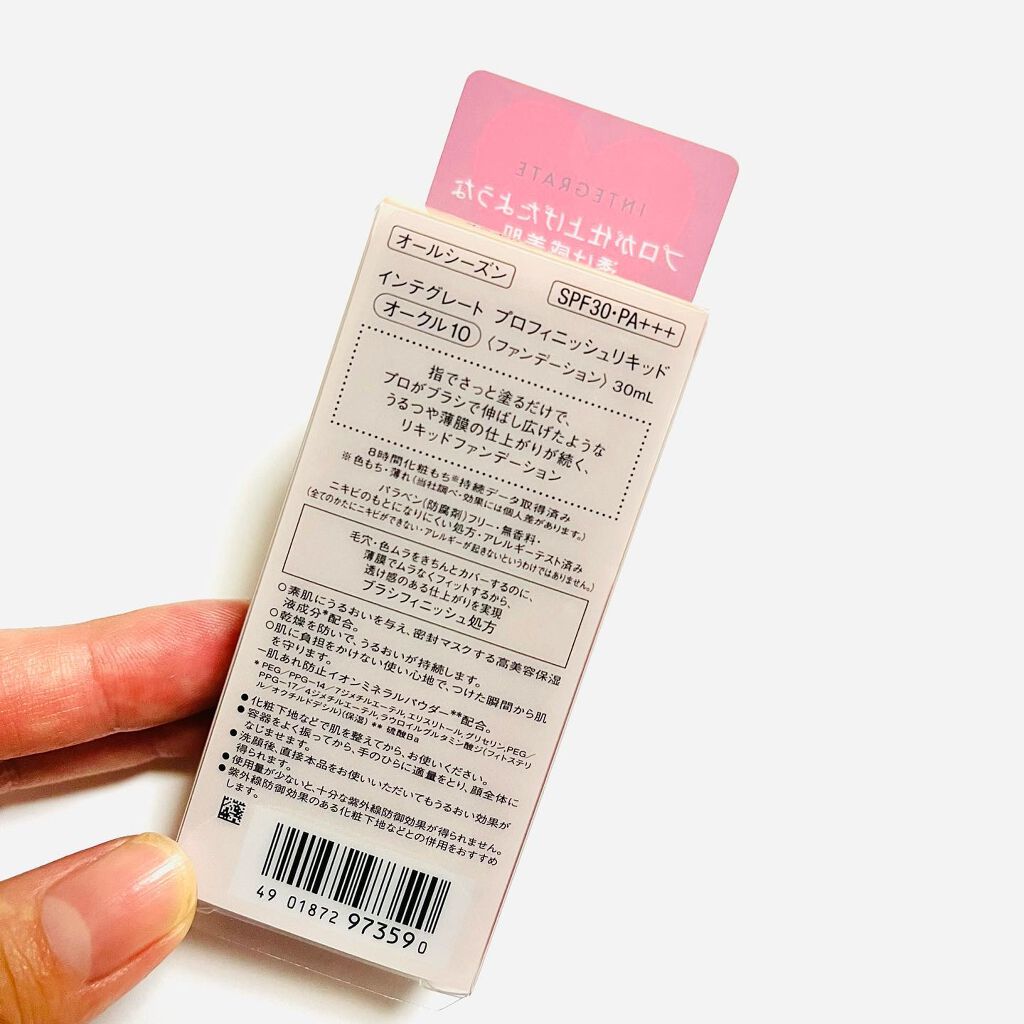 INTEGRATE
プロが仕上げたような
透け感美肌
オールシーズン
SPF30・PA+++
インテグレート プロフィニッシュリキッド
オークル10 〈ファンデーション〉 30mL
指でさっと塗るだけで、
プロがブラシで伸ばし広げたような
うるつや薄膜の仕上がりが続く、
リキッドファンデーション
8時間化粧もち※持続データ取得済み
※色もち・薄れ(当社調べ・効果には個人差があります。)
パラベン(防腐剤)フリー・無香料・
ニキビのもとになりにくい処方・アレルギーテスト済み
(全てのかたにニキビができない・アレルギーが起きないというわけではありません。)
毛穴・色ムラをきちんとカバーするのに、
薄膜でムラなくフィットするから、
透け感のある仕上がりを実現
ブラシフィニッシュ処方
○素肌にうるおいを与え、密封マスクする高美容保湿
液成分*配合。
○乾燥を防いで、うるおいが持続します。
○肌に負担をかけない使い心地で、つけた瞬間から肌
を守ります。
─肌あれ防止イオンミネラルパウダー**配合。
*PEG/PPG-14/7ジメチルエーテル、エリスリトール、グリセリン、PEG/
PPG-17/4ジメチルエーテル、ラウロイルグルタミン酸ジ(フィトステリ
ル/オクチルドデシル)(保湿) ** 硫酸Ba
●化粧下地などで肌を整えてから、お使いください。
●容器をよく振ってから、手のひらに適量をとり、顔全体に
なじませます。
●洗顔後、直接本品をお使いいただいてもうるおい効果が
得られます。
●使用量が少ないと、十分な紫外線防御効果が得られません。
●紫外線防御効果のある化粧下地などとの併用をおすすめ
します。
49 01872 973590